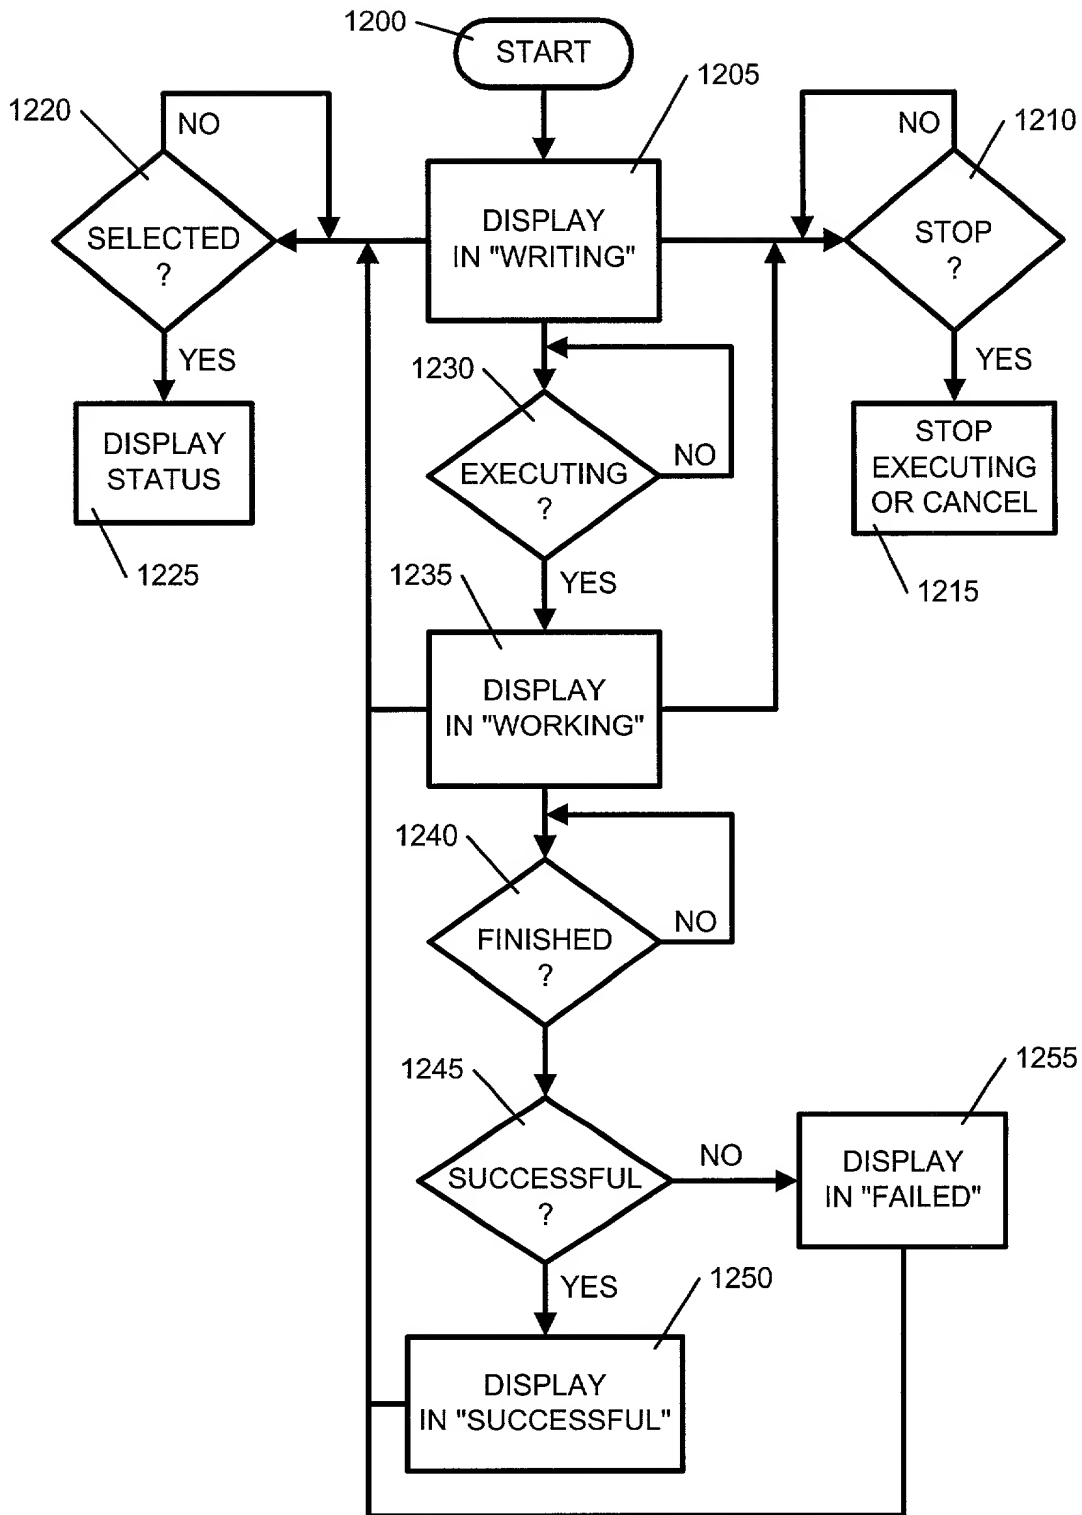 1200
START
1205
1220
NO
NO
1210
SELECTED
?
DISPLAY
IN "WRITING"
STOP
?
YES
1230
YES
DISPLAY
STATUS
EXECUTING
?
NO
STOP
EXECUTING
OR CANCEL
1225
1235
YES
1215
DISPLAY
IN "WORKING"
1240
FINISHED
?
NO
1245
1255
SUCCESSFUL
?
NO
DISPLAY
IN "FAILED"
YES
1250
DISPLAY
IN "SUCCESSFUL"